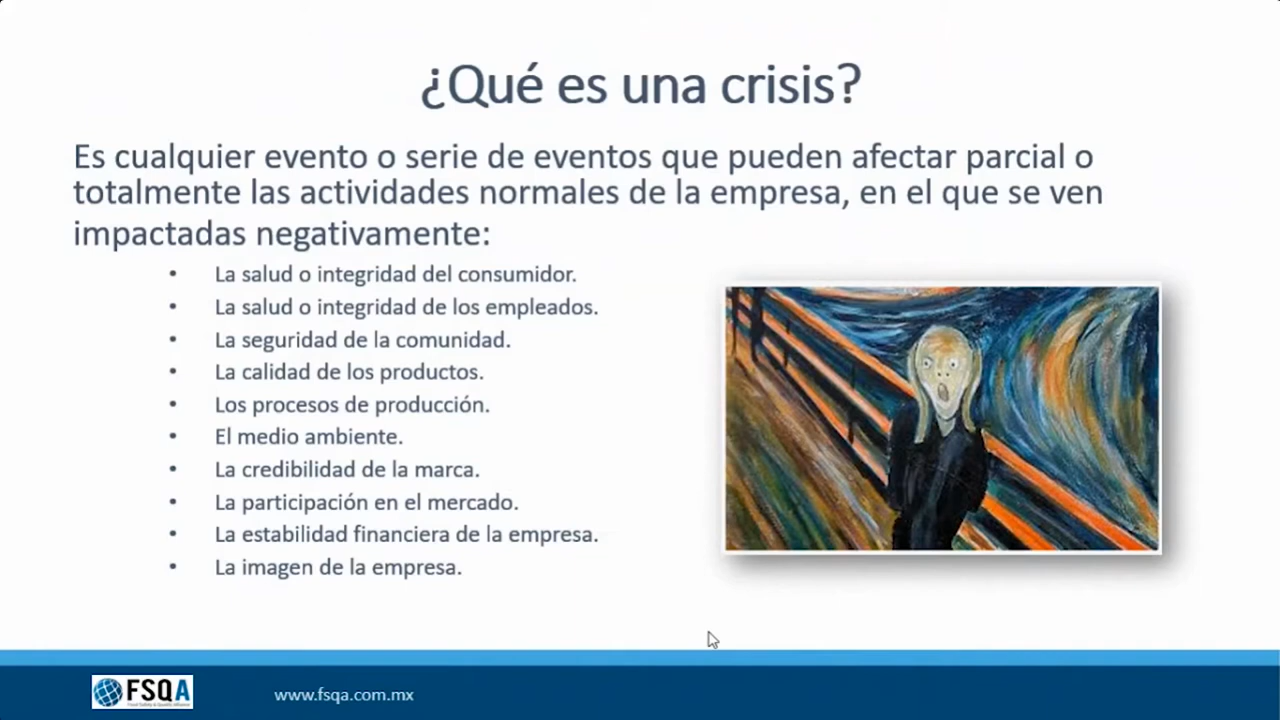 ¿Qué es una crisis?
Es cualquier evento o serie de eventos que pueden afectar parcial o
totalmente las actividades normales de la empresa, en el que se ven
impactadas negativamente:
• La salud o integridad del consumidor.
• La salud o integridad de los empleados.
• La seguridad de la comunidad.
• La calidad de los productos.
• Los procesos de producción.
• El medio ambiente.
• La credibilidad de la marca.
• La participación en el mercado.
• La estabilidad financiera de la empresa.
• La imagen de la empresa.
FSQA
www.fsqa.com.mx